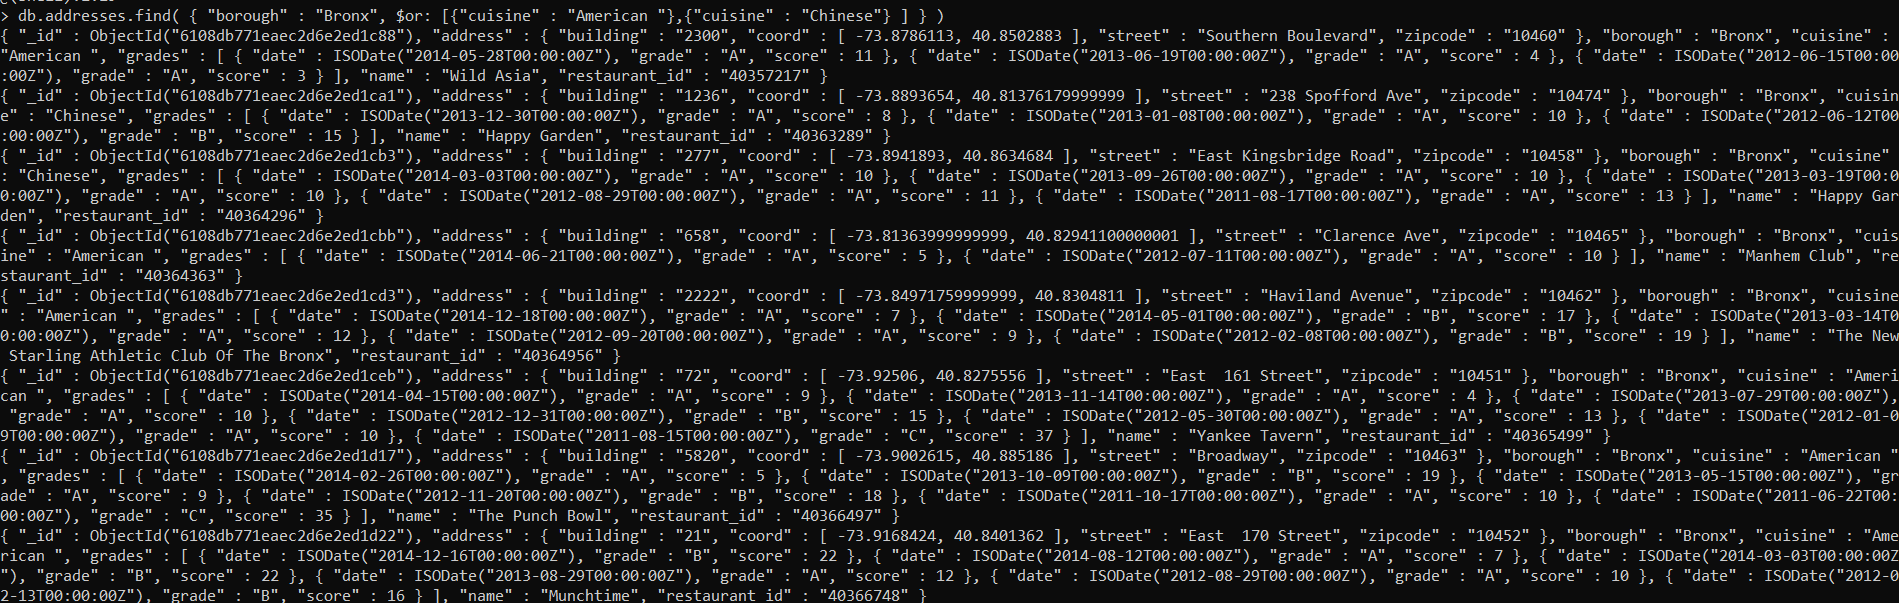 > db.addresses.find( { "borough" : "Bronx", $or: [{"cuisine" : "American "},{"cuisine" : "Chinese"} ] } )
{ "_id" : ObjectId("6108db771eaec2d6e2ed1c88"), "address" : { "building" : "2300", "coord" : [ -73.8786113, 40.8502883 ], "street" : "Southern Boulevard", "zipcode" : "10460" }, "borough" : "Bronx", "cuisine" :
"American ", "grades" : [ { "date" : ISODate("2014-05-28T00:00:00Z"), "grade" : "A", "score" : 11 }, { "date" : ISODate("2013-06-19T00:00:00Z"), "grade" : "A", "score" : 4 }, { "date" : ISODate("2012-06-15T00:00
:00Z"), "grade" : "A", "score" : 3 } ], "name" : "Wild Asia", "restaurant_id" : "40357217" }
{ "_id" : ObjectId("6108db771eaec2d6e2ed1ca1"), "address" : { "building" : "1236", "coord" : [ -73.8893654, 40.81376179999999 ], "street" : "238 Spofford Ave", "zipcode" : "10474" }, "borough" : "Bronx", "cuisin
e" : "Chinese", "grades" : [ { "date" : ISODate("2013-12-30T00:00:00Z"), "grade" : "A", "score" : 8 }, { "date" : ISODate("2013-01-08T00:00:00Z"), "grade" : "A", "score" : 10 }, { "date" : ISODate("2012-06-12T00
:00:00Z"), "grade" : "B", "score" : 15 } ], "name" : "Happy Garden", "restaurant_id" : "40363289" }
{ "_id" : ObjectId("6108db771eaec2d6e2ed1cb3"), "address" : { "building" : "277", "coord" : [ -73.8941893, 40.8634684 ], "street" : "East Kingsbridge Road", "zipcode" : "10458" }, "borough" : "Bronx", "cuisine"
: "Chinese", "grades" : [ { "date" : ISODate("2014-03-03T00:00:00Z"), "grade" : "A", "score" : 10 }, { "date" : ISODate("2013-09-26T00:00:00Z"), "grade" : "A", "score" : 10 }, { "date" : ISODate("2013-03-19T00:0
0:00Z"), "grade" : "A", "score" : 10 }, { "date" : ISODate("2012-08-29T00:00:00Z"), "grade" : "A", "score" : 11 }, { "date" : ISODate("2011-08-17T00:00:00Z"), "grade" : "A", "score" : 13 } ], "name" : "Happy Gar
den", "restaurant_id" : "40364296" }
{ "_id" : ObjectId("6108db771eaec2d6e2ed1cbb"), "address" : { "building" : "658", "coord" : [ -73.81363999999999, 40.82941100000001 ], "street" : "Clarence Ave", "zipcode" : "10465" }, "borough" : "Bronx", "cuis
ine" : "American ", "grades" : [ { "date" : ISODate("2014-06-21T00:00:00Z"), "grade" : "A", "score" : 5 }, { "date" : ISODate("2012-07-11T00:00:00Z"), "grade" : "A", "score" : 10 } ], "name" : "Manhem Club", "re
staurant_id" : "40364363" }
{ "_id" : ObjectId("6108db771eaec2d6e2ed1cd3"), "address" : { "building" : "2222", "coord" : [ -73.84971759999999, 40.8304811 ], "street" : "Haviland Avenue", "zipcode" : "10462" }, "borough" : "Bronx", "cuisine
" : "American ", "grades" : [ { "date" : ISODate("2014-12-18T00:00:00Z"), "grade" : "A", "score" : 7 }, { "date" : ISODate("2014-05-01T00:00:00Z"), "grade" : "B", "score" : 17 }, { "date" : ISODate("2013-03-14T0
0:00:00Z"), "grade" : "A", "score" : 12 }, { "date" : ISODate("2012-09-20T00:00:00Z"), "grade" : "A", "score" : 9 }, { "date" : ISODate("2012-02-08T00:00:00Z"), "grade" : "B", "score" : 19 } ], "name" : "The New
 Starling Athletic Club Of The Bronx", "restaurant_id" : "40364956" }
{ "_id" : ObjectId("6108db771eaec2d6e2ed1ceb"), "address" : { "building" : "72", "coord" : [ -73.92506, 40.8275556 ], "street" : "East  161 Street", "zipcode" : "10451" }, "borough" : "Bronx", "cuisine" : "Ameri
can ", "grades" : [ { "date" : ISODate("2014-04-15T00:00:00Z"), "grade" : "A", "score" : 9 }, { "date" : ISODate("2013-11-14T00:00:00Z"), "grade" : "A", "score" : 4 }, { "date" : ISODate("2013-07-29T00:00:00Z"),
 "grade" : "A", "score" : 10 }, { "date" : ISODate("2012-12-31T00:00:00Z"), "grade" : "B", "score" : 15 }, { "date" : ISODate("2012-05-30T00:00:00Z"), "grade" : "A", "score" : 13 }, { "date" : ISODate("2012-01-0
9T00:00:00Z"), "grade" : "A", "score" : 10 }, { "date" : ISODate("2011-08-15T00:00:00Z"), "grade" : "C", "score" : 37 } ], "name" : "Yankee Tavern", "restaurant_id" : "40365499" }
{ "_id" : ObjectId("6108db771eaec2d6e2ed1d17"), "address" : { "building" : "5820", "coord" : [ -73.9002615, 40.885186 ], "street" : "Broadway", "zipcode" : "10463" }, "borough" : "Bronx", "cuisine" : "American "
, "grades" : [ { "date" : ISODate("2014-02-26T00:00:00Z"), "grade" : "A", "score" : 5 }, { "date" : ISODate("2013-10-09T00:00:00Z"), "grade" : "B", "score" : 19 }, { "date" : ISODate("2013-05-15T00:00:00Z"), "gr
ade" : "A", "score" : 9 }, { "date" : ISODate("2012-11-20T00:00:00Z"), "grade" : "B", "score" : 18 }, { "date" : ISODate("2011-10-17T00:00:00Z"), "grade" : "A", "score" : 10 }, { "date" : ISODate("2011-06-22T00:
00:00Z"), "grade" : "C", "score" : 35 } ], "name" : "The Punch Bowl", "restaurant_id" : "40366497" }
{ "_id" : ObjectId("6108db771eaec2d6e2ed1d22"), "address" : { "building" : "21", "coord" : [ -73.9168424, 40.8401362 ], "street" : "East  170 Street", "zipcode" : "10452" }, "borough" : "Bronx", "cuisine" : "Ame
rican ", "grades" : [ { "date" : ISODate("2014-12-16T00:00:00Z"), "grade" : "B", "score" : 22 }, { "date" : ISODate("2014-08-12T00:00:00Z"), "grade" : "A", "score" : 7 }, { "date" : ISODate("2014-03-03T00:00:00Z
"), "grade" : "B", "score" : 22 }, { "date" : ISODate("2013-08-29T00:00:00Z"), "grade" : "A", "score" : 12 }, { "date" : ISODate("2012-08-29T00:00:00Z"), "grade" : "A", "score" : 10 }, { "date" : ISODate("2012-0
2-13T00:00:00Z"), "grade" : "B", "score" : 16 } ], "name" : "Munchtime", "restaurant_id" : "40366748" }